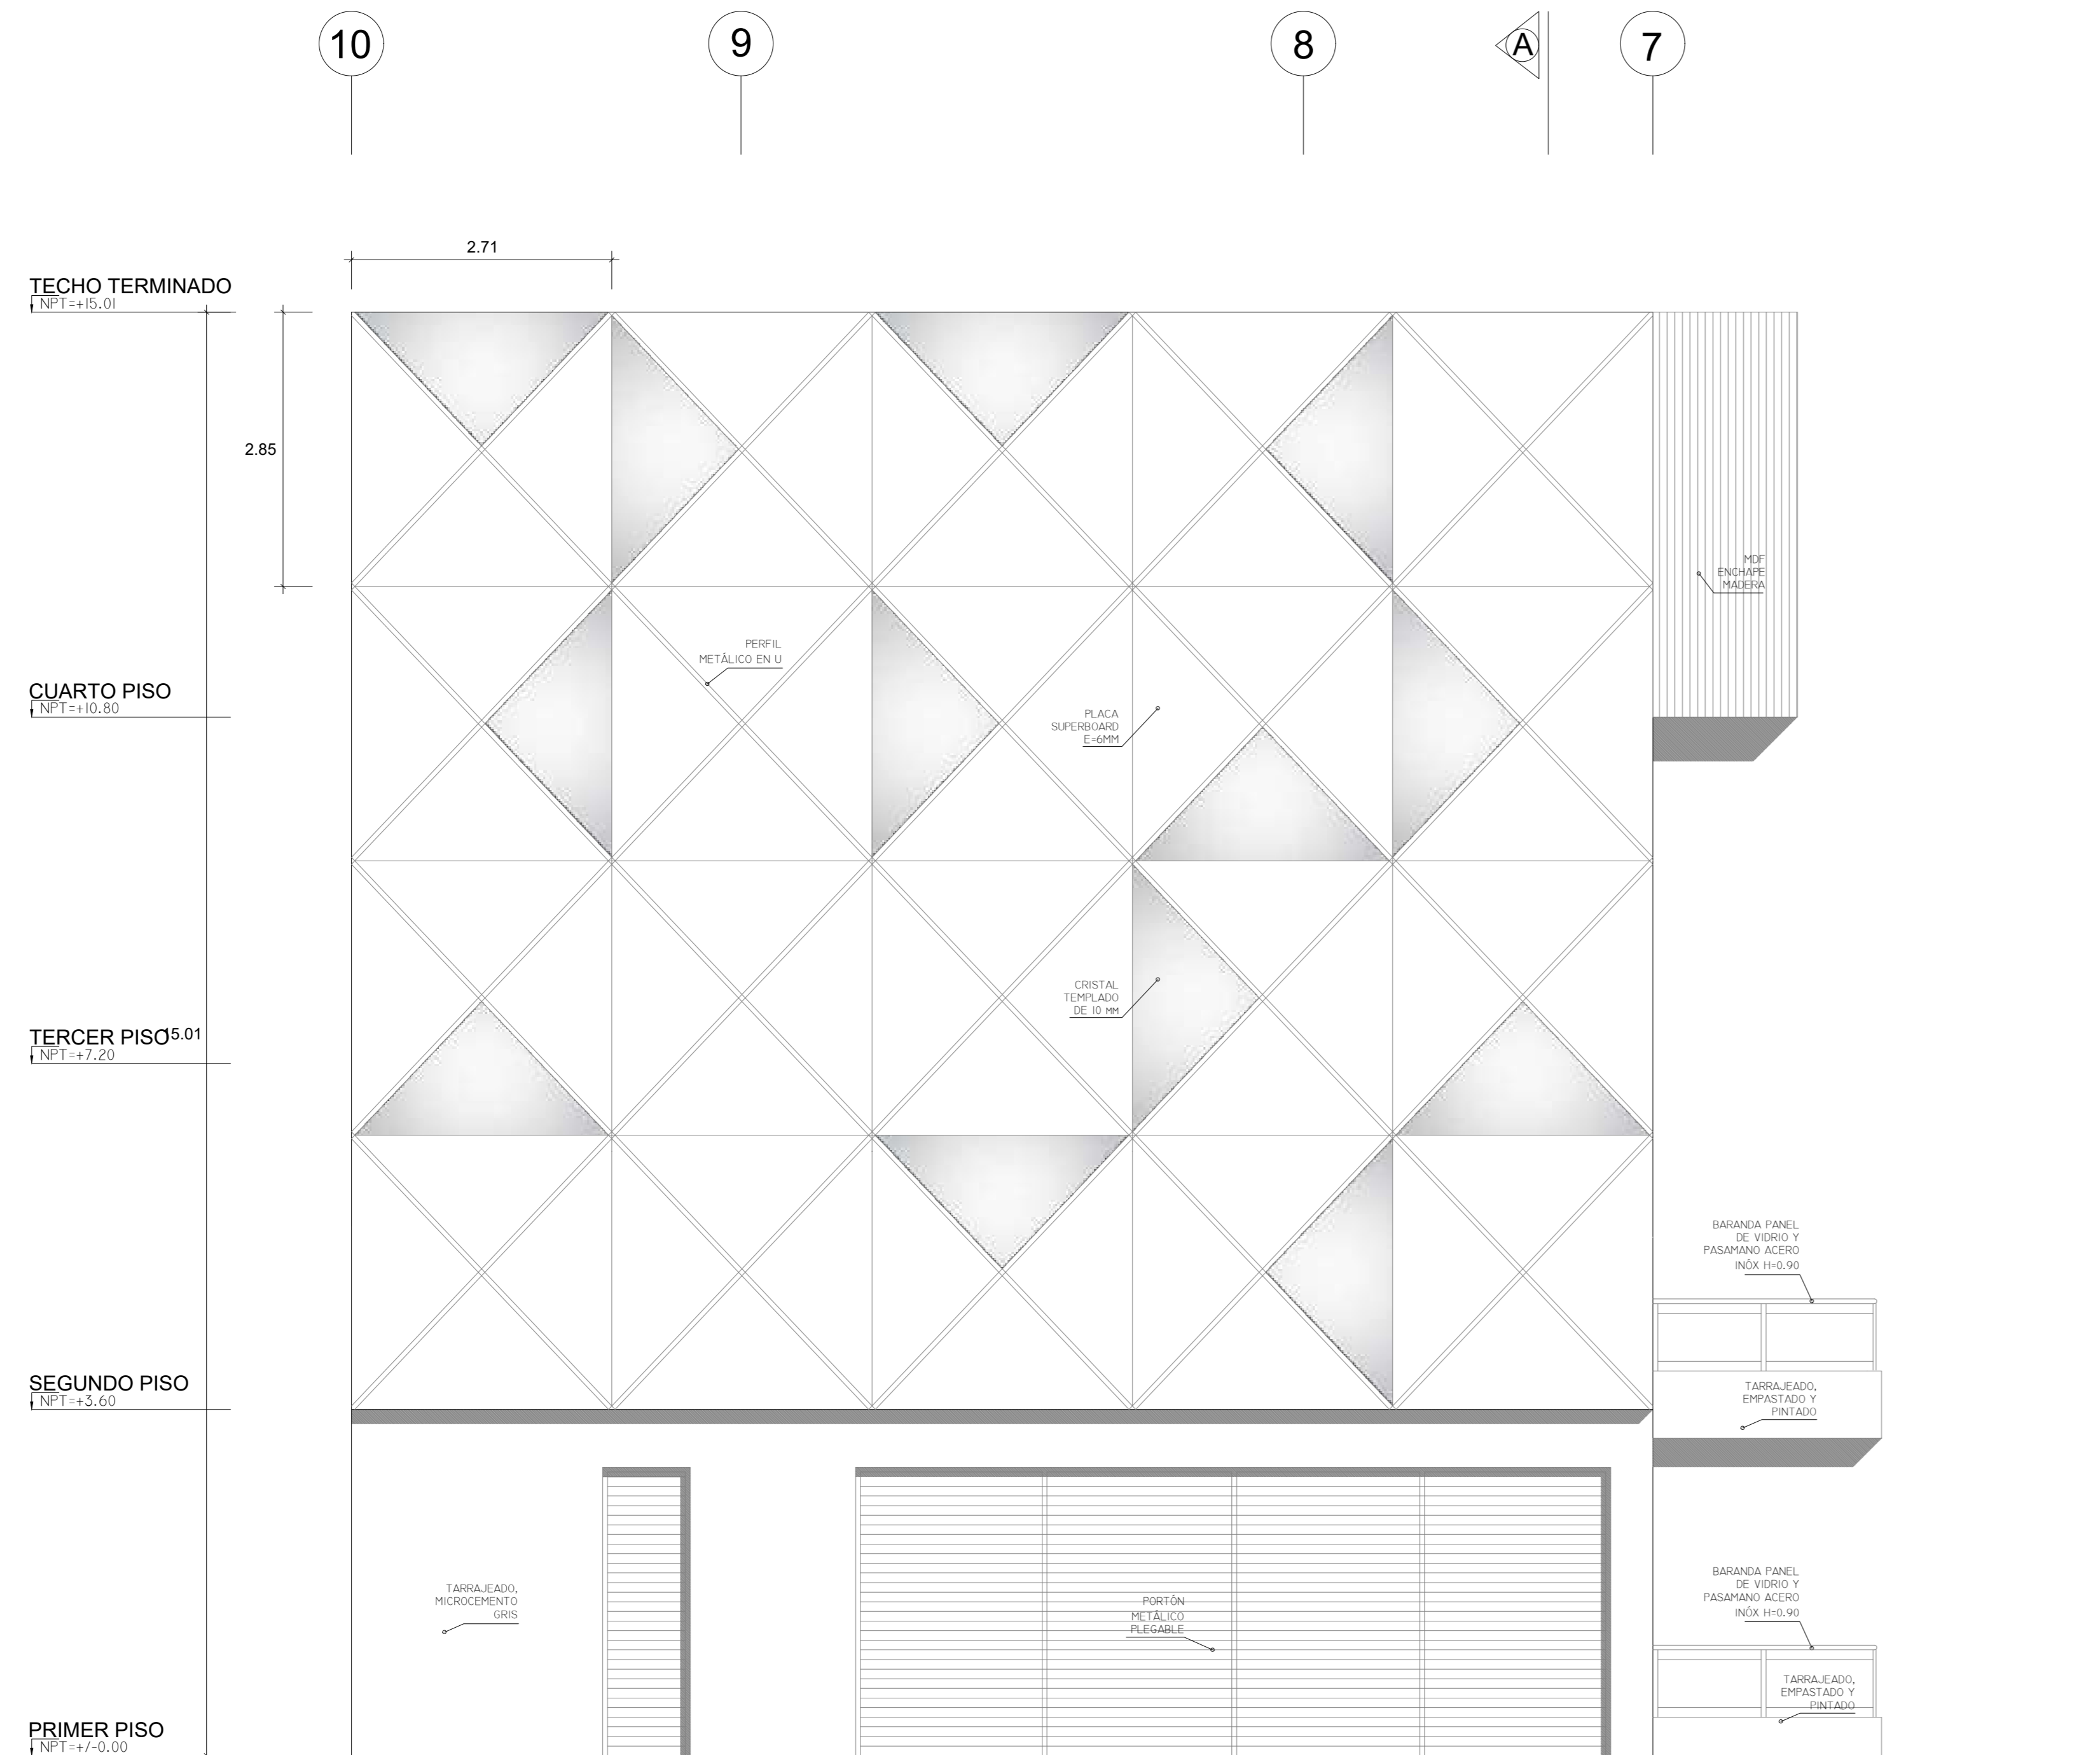 10
9
8
A
7
2.71
TECHO TERMINADO
NPT=+15.01
2.85
MDF
ENCHAPE
MADERA
PERFIL
METÁLICO EN U
CUARTO PISO
NPT=+10.80
PLACA
SUPERBOARD
E=6MM
CRISTAL
TEMPLADO
DE 10 MM
TERCER PISO
15.01
NPT=+7.20
BARANDA PANEL
DE VIDRIO Y
PASAMANO ACERO
INÓX H=0.90
SEGUNDO PISO
NPT=+3.60
TARRAJEADO,
EMPASTADO Y
PINTADO
TARRAJEADO,
MICROCEMENTO
GRIS
PORTÓN
METÁLICO
PLEGABLE
BARANDA PANEL
DE VIDRIO Y
PASAMANO ACERO
INÓX H=0.90
TARRAJEADO,
EMPASTADO Y
PINTADO
PRIMER PISO
NPT=+/-0.00